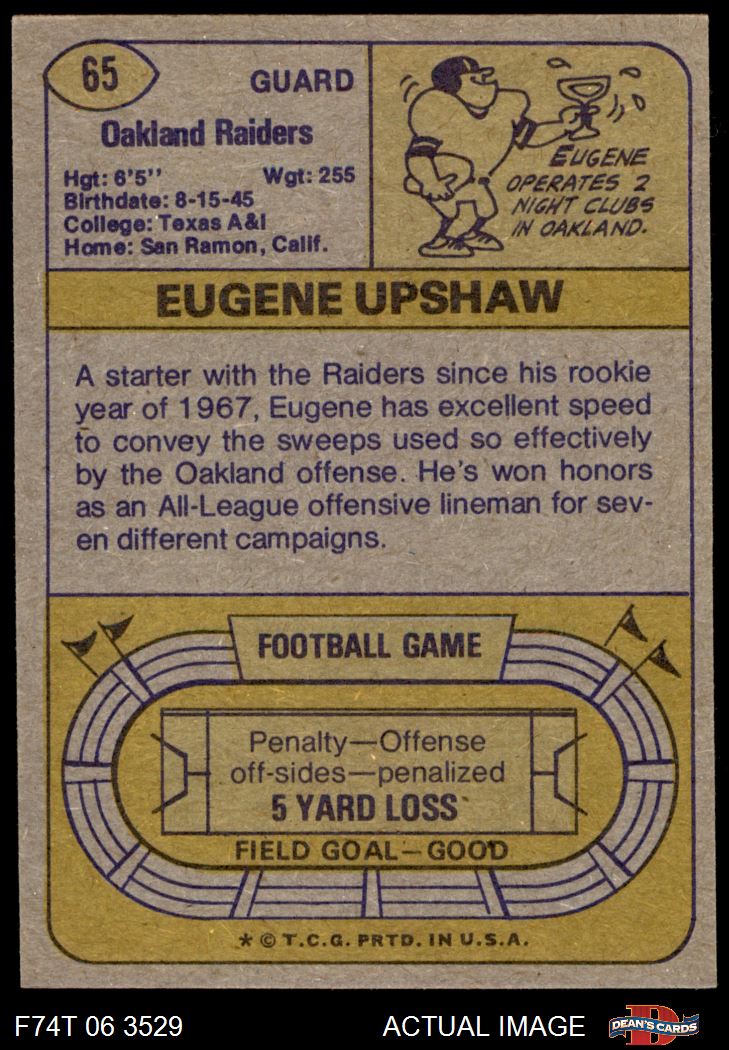 65
GUARD
Oakland Raiders
Hgt: 6'5" Wgt: 255
Birthdate: 8-15-45
College: Texas A&I
Home: San Ramon, Calif.
EUGENE
OPERATES 2
NIGHT CLUBS
IN OAKLAND.
EUGENE UPSHAW
A starter with the Raiders since his rookie
year of 1967, Eugene has excellent speed
to convey the sweeps used so effectively
by the Oakland offense. He's won honors
as an All-League offensive lineman for sev-
en different campaigns.
FOOTBALL GAME
Penalty—Offense
off-sides—penalized
5 YARD LOSS
FIELD GOAL—GOOD
* © T.C.G. PRTD. IN U.S.A.
F74T 06 3529 ACTUAL IMAGE
D
DEAN'S CARDS